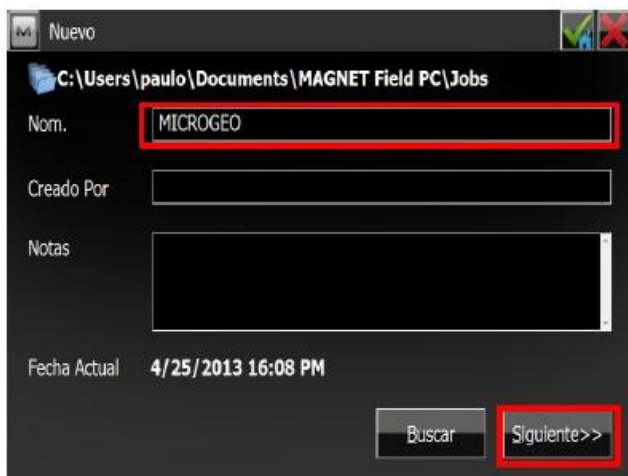 Nuevo
C:\Users\paulo\Documents\MAGNET Field PC\Jobs
Nom. MICROGEO
Creado Por
Notas
Fecha Actual 4/25/2013 16:08 PM
Buscar Siguiente>>